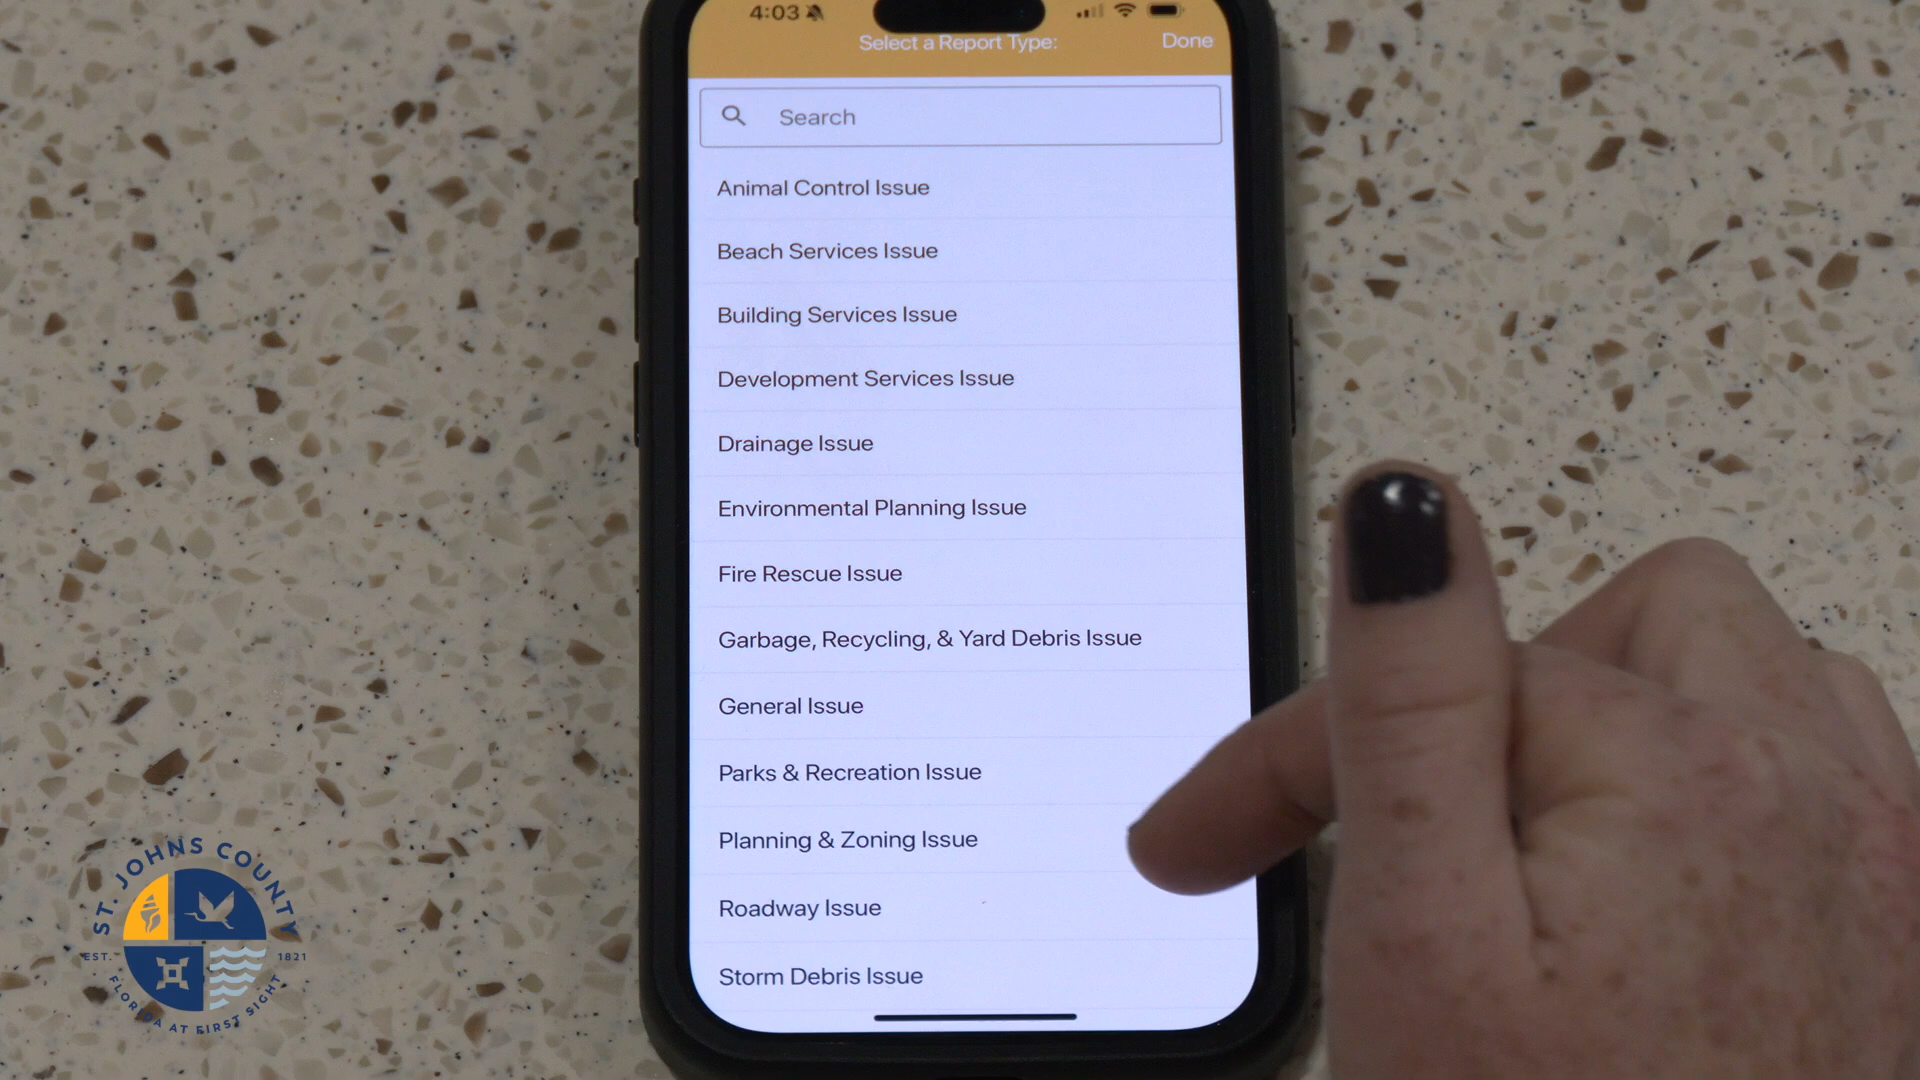 4:03
Select a Report Type:
Done
Search
Animal Control Issue
Beach Services Issue
Building Services Issue
Development Services Issue
Drainage Issue
Environmental Planning Issue
Fire Rescue Issue
Garbage, Recycling, & Yard Debris Issue
General Issue
Parks & Recreation Issue
Planning & Zoning Issue
Roadway Issue
Storm Debris Issue
ST. JOHNS COUNTY
EST. 1821
FLORIDA AT FIRST SIGHT